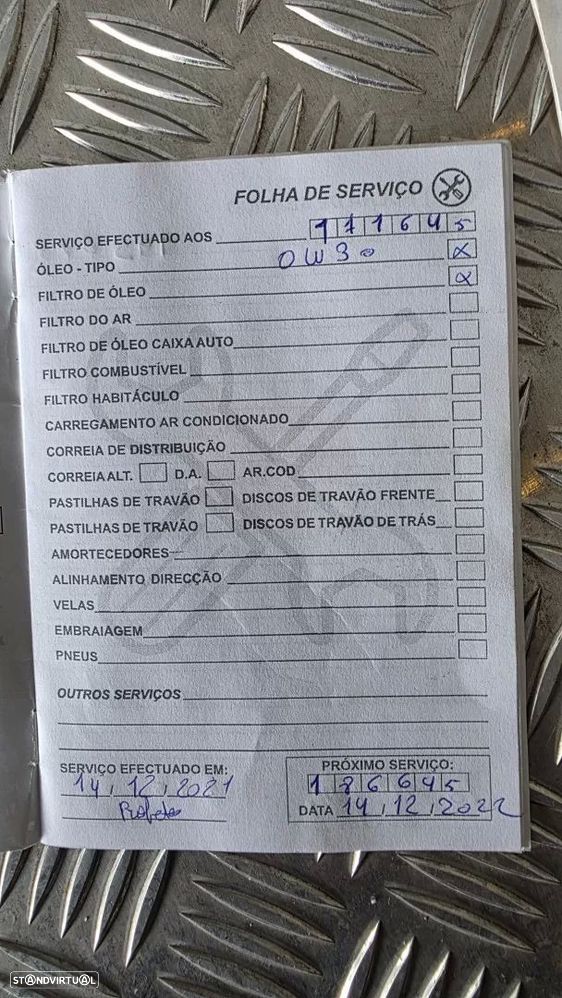 FOLHA DE SERVIÇO
SERVIÇO EFECTUADO AOS 171645
ÓLEO - TIPO 0W30 X
FILTRO DE ÓLEO X
FILTRO DO AR
FILTRO DE ÓLEO CAIXA AUTO
FILTRO COMBUSTÍVEL
FILTRO HABITÁCULO
CARREGAMENTO AR CONDICIONADO
CORREIA DE DISTRIBUIÇÃO
CORREIA ALT. D.A. AR.COD
PASTILHAS DE TRAVÃO DISCOS DE TRAVÃO FRENTE
PASTILHAS DE TRAVÃO DISCOS DE TRAVÃO DE TRÁS
AMORTECEDORES
ALINHAMENTO DIRECÇÃO
VELAS
EMBRAIAGEM
PNEUS
OUTROS SERVIÇOS
SERVIÇO EFECTUADO EM:
14, 12, 2021
PRÓXIMO SERVIÇO:
186645
DATA 14, 12, 2022
STANDVIRTUAL